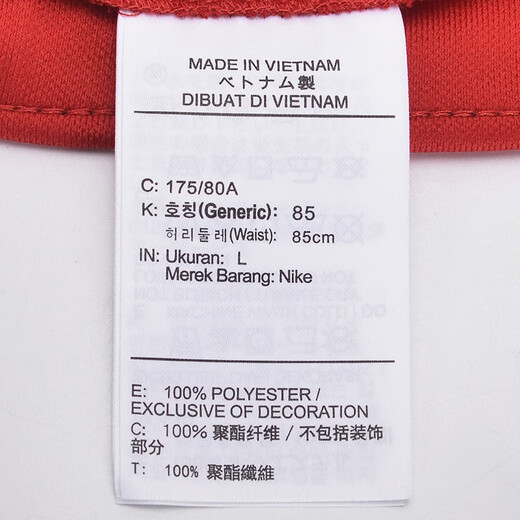 MADE IN VIETNAM
ベトナム製
DIBUAT DI VIETNAM
C: 175/80A
K: 호칭(Generic): 85
허리둘레(Waist): 85cm
IN: Ukuran: L
Merek Barang: Nike
E: 100% POLYESTER /
EXCLUSIVE OF DECORATION
C: 100% 聚酯纤维 / 不包括装饰
部分
T: 100% 聚酯纖維